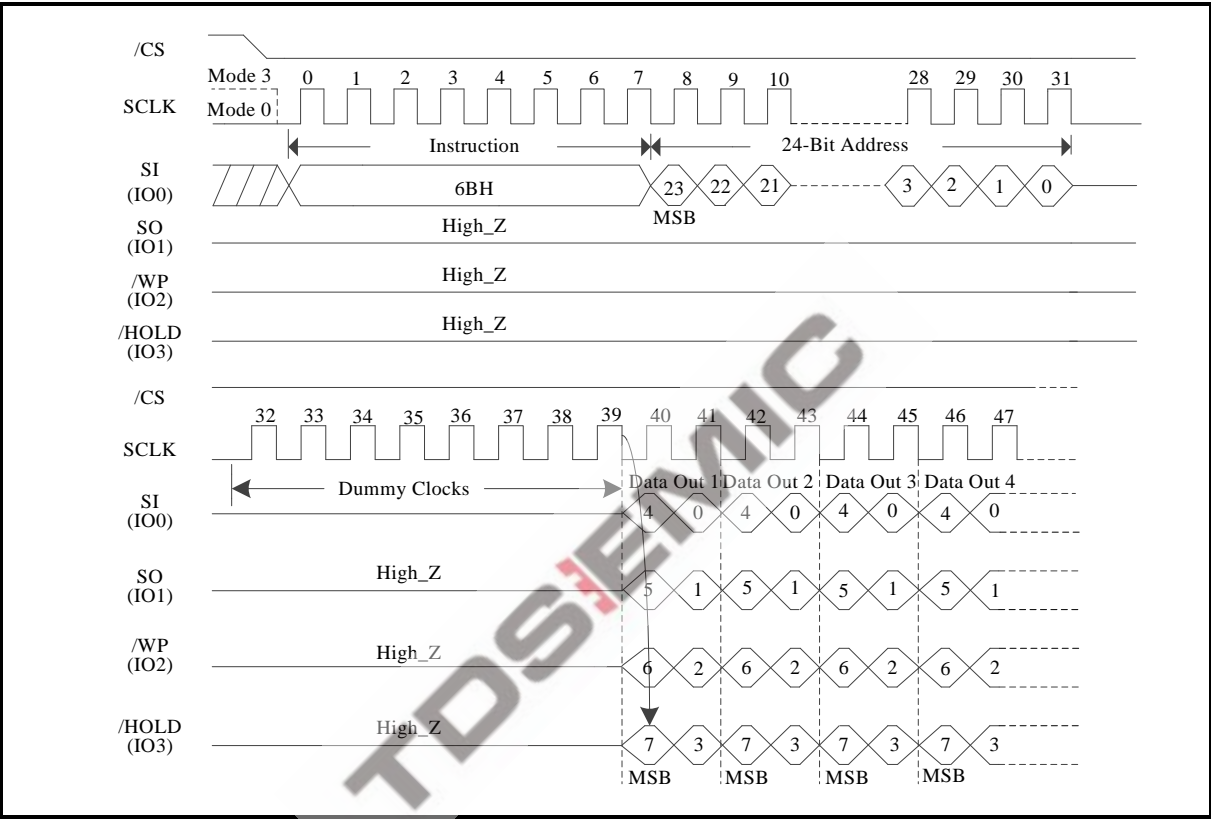 /CS
Mode 3 0 1 2 3 4 5 6 7 8 9 10 28 29 30 31
SCLK Mode 0
Instruction 24-Bit Address
SI
(IO0) 6BH 23 22 21 3 2 1 0
MSB
SO High_Z
(IO1)
/WP High_Z
(IO2)
/HOLD High_Z
(IO3)
/CS
32 33 34 35 36 37 38 39 40 41 42 43 44 45 46 47
SCLK
Dummy Clocks Data Out 1 Data Out 2 Data Out 3 Data Out 4
SI
(IO0) 4 0 4 0 4 0 4 0
SO High_Z
(IO1) 5 1 5 1 5 1 5 1
/WP High_Z
(IO2) 6 2 6 2 6 2 6 2
/HOLD High_Z
(IO3) 7 3 7 3 7 3 7 3
MSB MSB MSB MSB
TDSEMIC